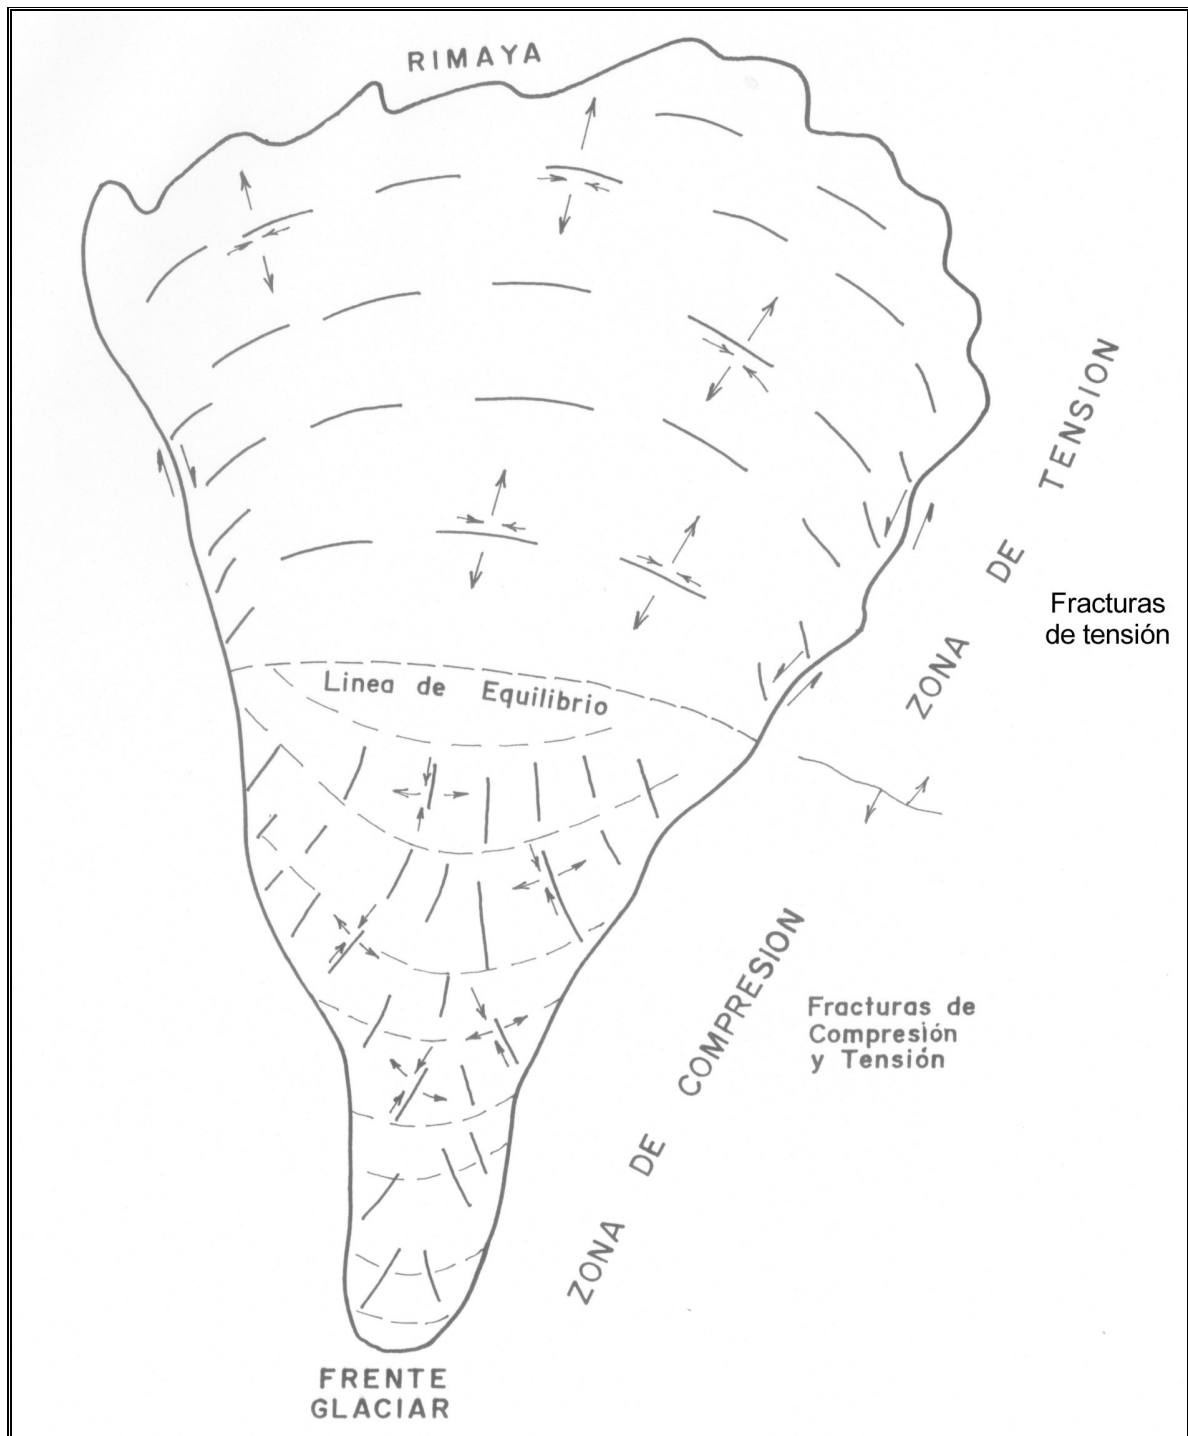 RIMAYA
ZONA DE TENSION
Fracturas
de tensión
Linea de Equilibrio
ZONA DE COMPRESION
Fracturas de
Compresión
y Tensión
FRENTE
GLACIAR